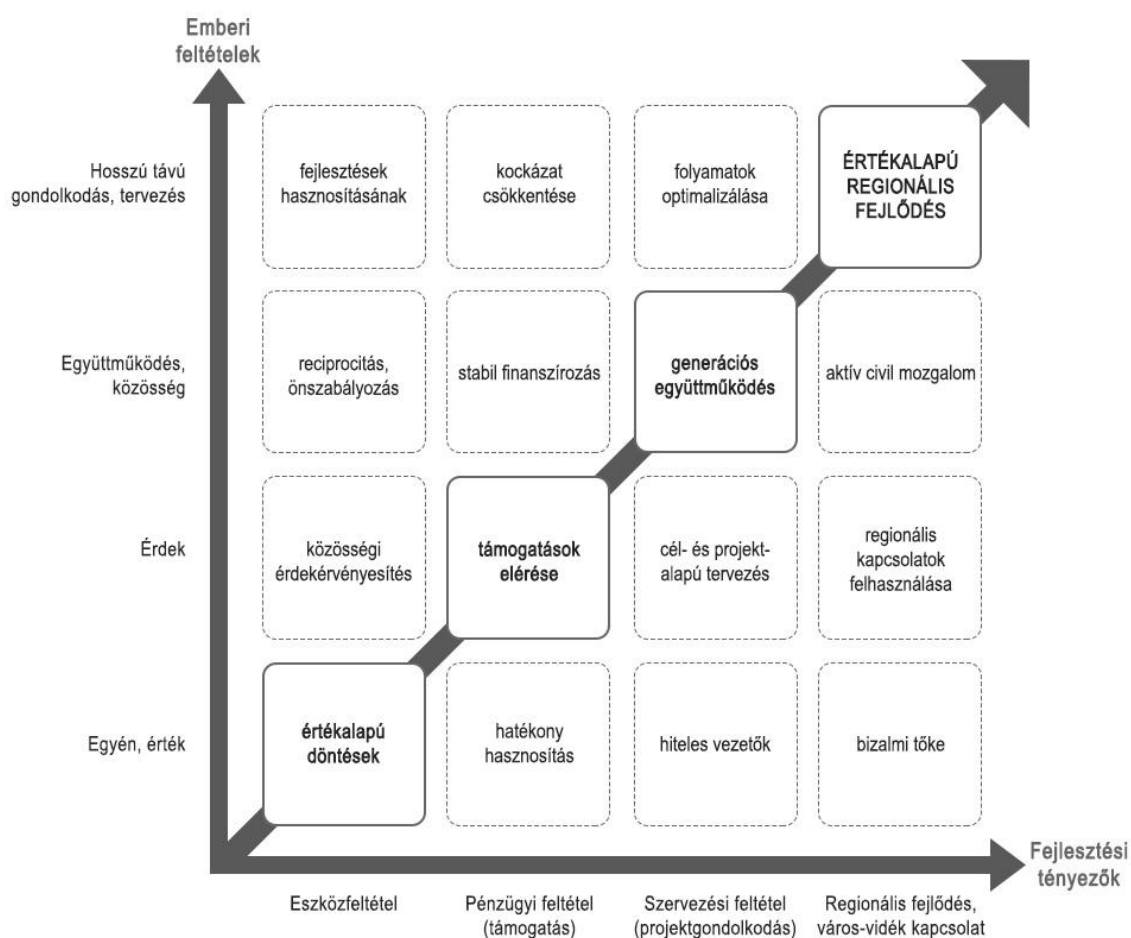 Emberi
feltételek
Hosszú távú
gondolkodás, tervezés
fejlesztések
hasznosításának
kockázat
csökkentése
folyamatok
optimalizálása
ÉRTÉKALAPÚ
REGIONÁLIS
FEJLŐDÉS
Együttműködés,
közösség
reciprocitás,
önszabályozás
stabil finanszírozás
generációs
együttműködés
aktív civil mozgalom
Érdek
közösségi
érdekérvényesítés
támogatások
elérése
cél- és projekt-
alapú tervezés
regionális
kapcsolatok
felhasználása
Egyén, érték
értékalapú
döntések
hatékony
hasznosítás
hiteles vezetők
bizalmi tőke
Fejlesztési
tényezők
Eszközfeltétel
Pénzügyi feltétel
(támogatás)
Szervezési feltétel
(projektgondolkodás)
Regionális fejlődés,
város-vidék kapcsolat